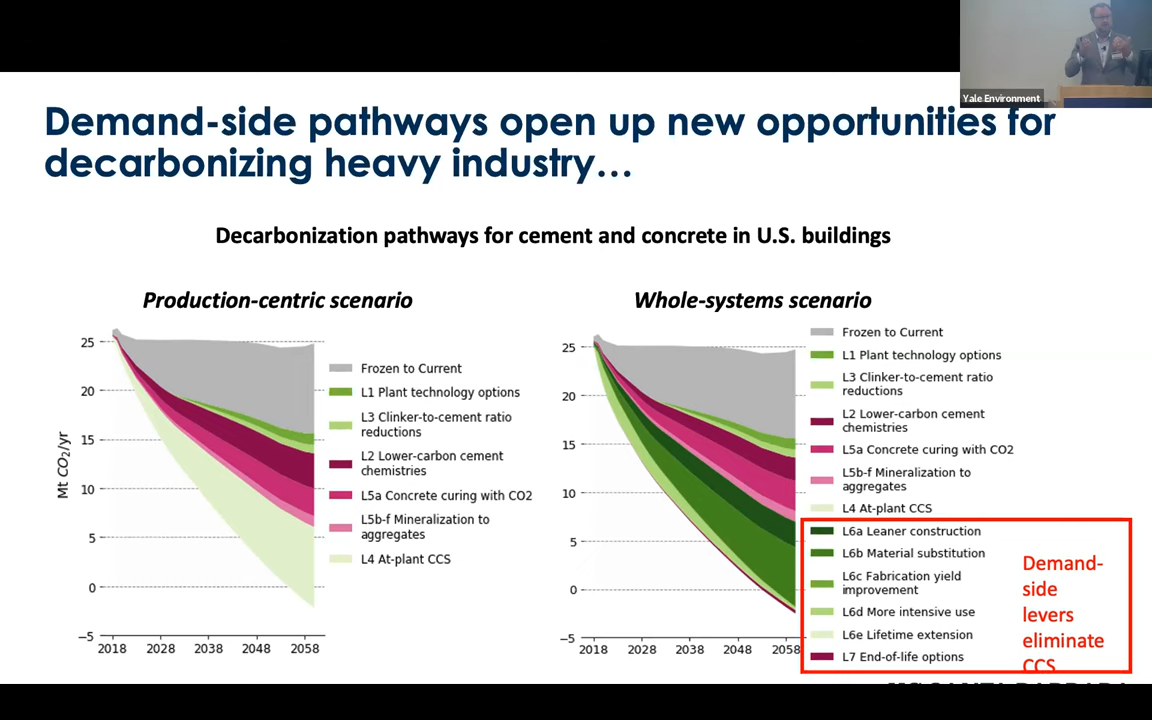 Yale Environment
Demand-side pathways open up new opportunities for
decarbonizing heavy industry…
Decarbonization pathways for cement and concrete in U.S. buildings
Production-centric scenario
Mt CO₂/yr
25
20
15
10
5
0
−5
2018 2028 2038 2048 2058
Frozen to Current
L1 Plant technology options
L3 Clinker-to-cement ratio
reductions
L2 Lower-carbon cement
chemistries
L5a Concrete curing with CO2
L5b-f Mineralization to
aggregates
L4 At-plant CCS
Whole-systems scenario
25
20
15
10
5
0
−5
2018 2028 2038 2048 2058
Frozen to Current
L1 Plant technology options
L3 Clinker-to-cement ratio
reductions
L2 Lower-carbon cement
chemistries
L5a Concrete curing with CO2
L5b-f Mineralization to
aggregates
L4 At-plant CCS
L6a Leaner construction
L6b Material substitution
L6c Fabrication yield
improvement
L6d More intensive use
L6e Lifetime extension
L7 End-of-life options
Demand-
side
levers
eliminate
CCS